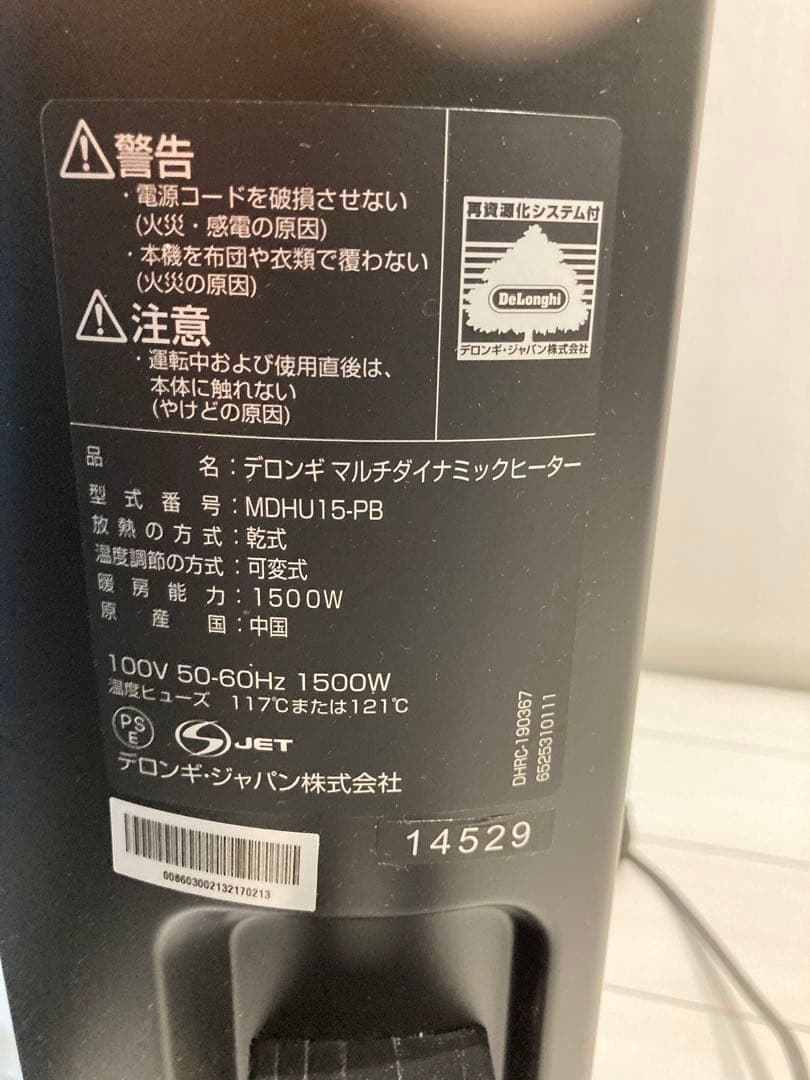 警告
・電源コードを破損させない
(火災・感電の原因)
・本機を布団や衣類で覆わない
(火災の原因)
注意
・運転中および使用直後は、
本体に触れない
(やけどの原因)
再資源化システム付
DeLonghi
デロンギ・ジャパン株式会社
品名：デロンギ マルチダイナミックヒーター
型式番号：MDHU15-PB
放熱の方式：乾式
温度調節の方式：可変式
暖房能力：1500W
原産国：中国
100V 50-60Hz 1500W
温度ヒューズ 117℃または121℃
PSE
JET
デロンギ・ジャパン株式会社
DHRC-190367
6525310111
14529
008603002132170213